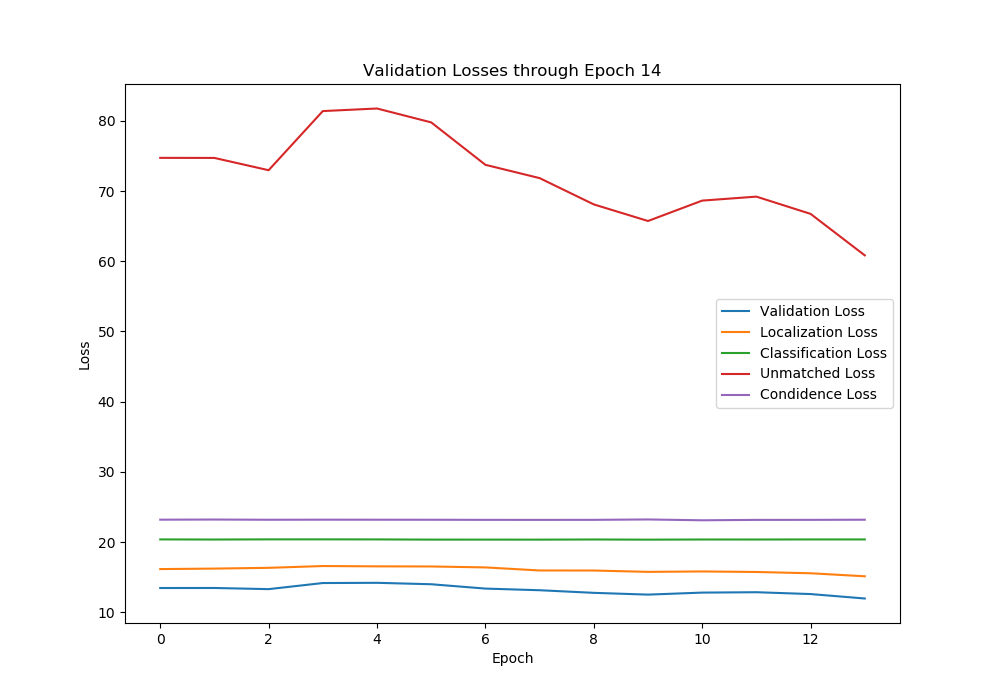 Validation Losses through Epoch 14
Loss
80
70
60
50
40
30
20
10
Validation Loss
Localization Loss
Classification Loss
Unmatched Loss
Condidence Loss
0 2 4 6 8 10 12
Epoch